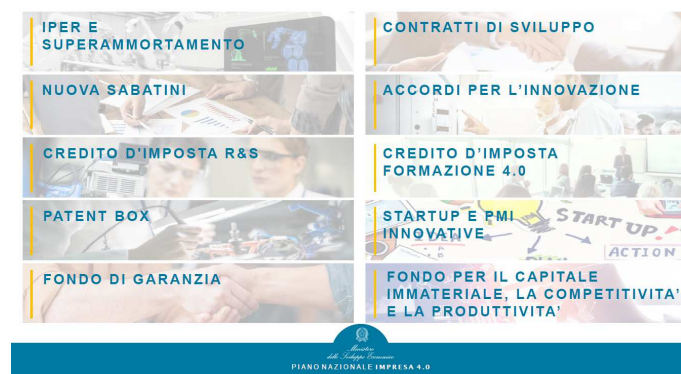 IPER E
SUPERAMMORTAMENTO
NUOVA SABATINI
CREDITO D'IMPOSTA R&S
PATENT BOX
FONDO DI GARANZIA
CONTRATTI DI SVILUPPO
ACCORDI PER L'INNOVAZIONE
CREDITO D'IMPOSTA
FORMAZIONE 4.0
STARTUP E PMI
INNOVATIVE
START UP!
ACTION
FONDO PER IL CAPITALE
IMMATERIALE, LA COMPETITIVITA'
E LA PRODUTTIVITA'
Ministero
dello Sviluppo Economico
PIANO NAZIONALE IMPRESA 4.0